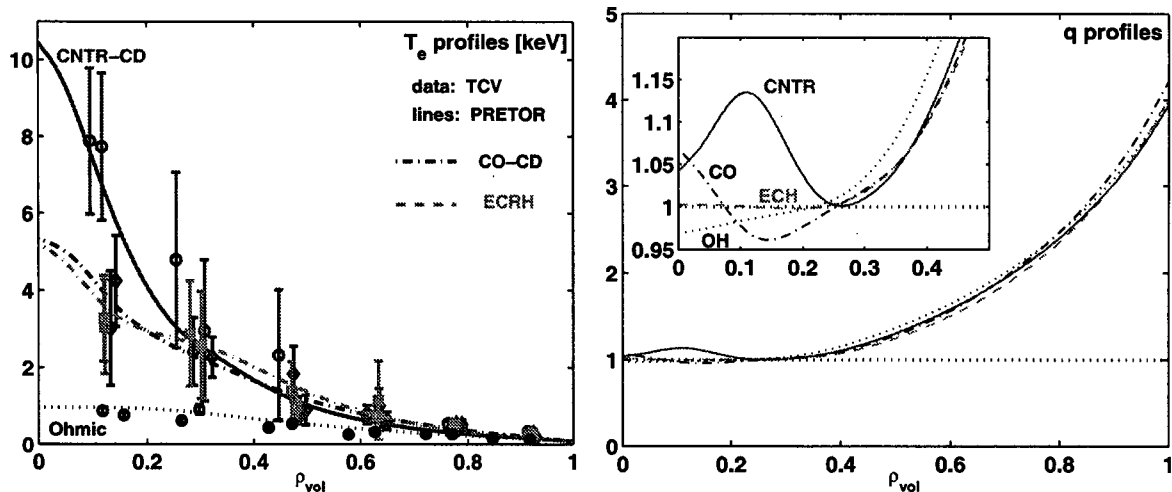 T_e profiles [keV]
CNTR–CD
data: TCV
lines: PRETOR
CO–CD
ECRH
Ohmic
10
8
6
4
2
0
0
0.2
0.4
0.6
0.8
1
ρ_vol
q profiles
5
4
3
2
1
0
0
0.2
0.4
0.6
0.8
1
ρ_vol
1.15
1.1
1.05
1
0.95
0
0.1
0.2
0.3
0.4
CNTR
CO
ECH
OH